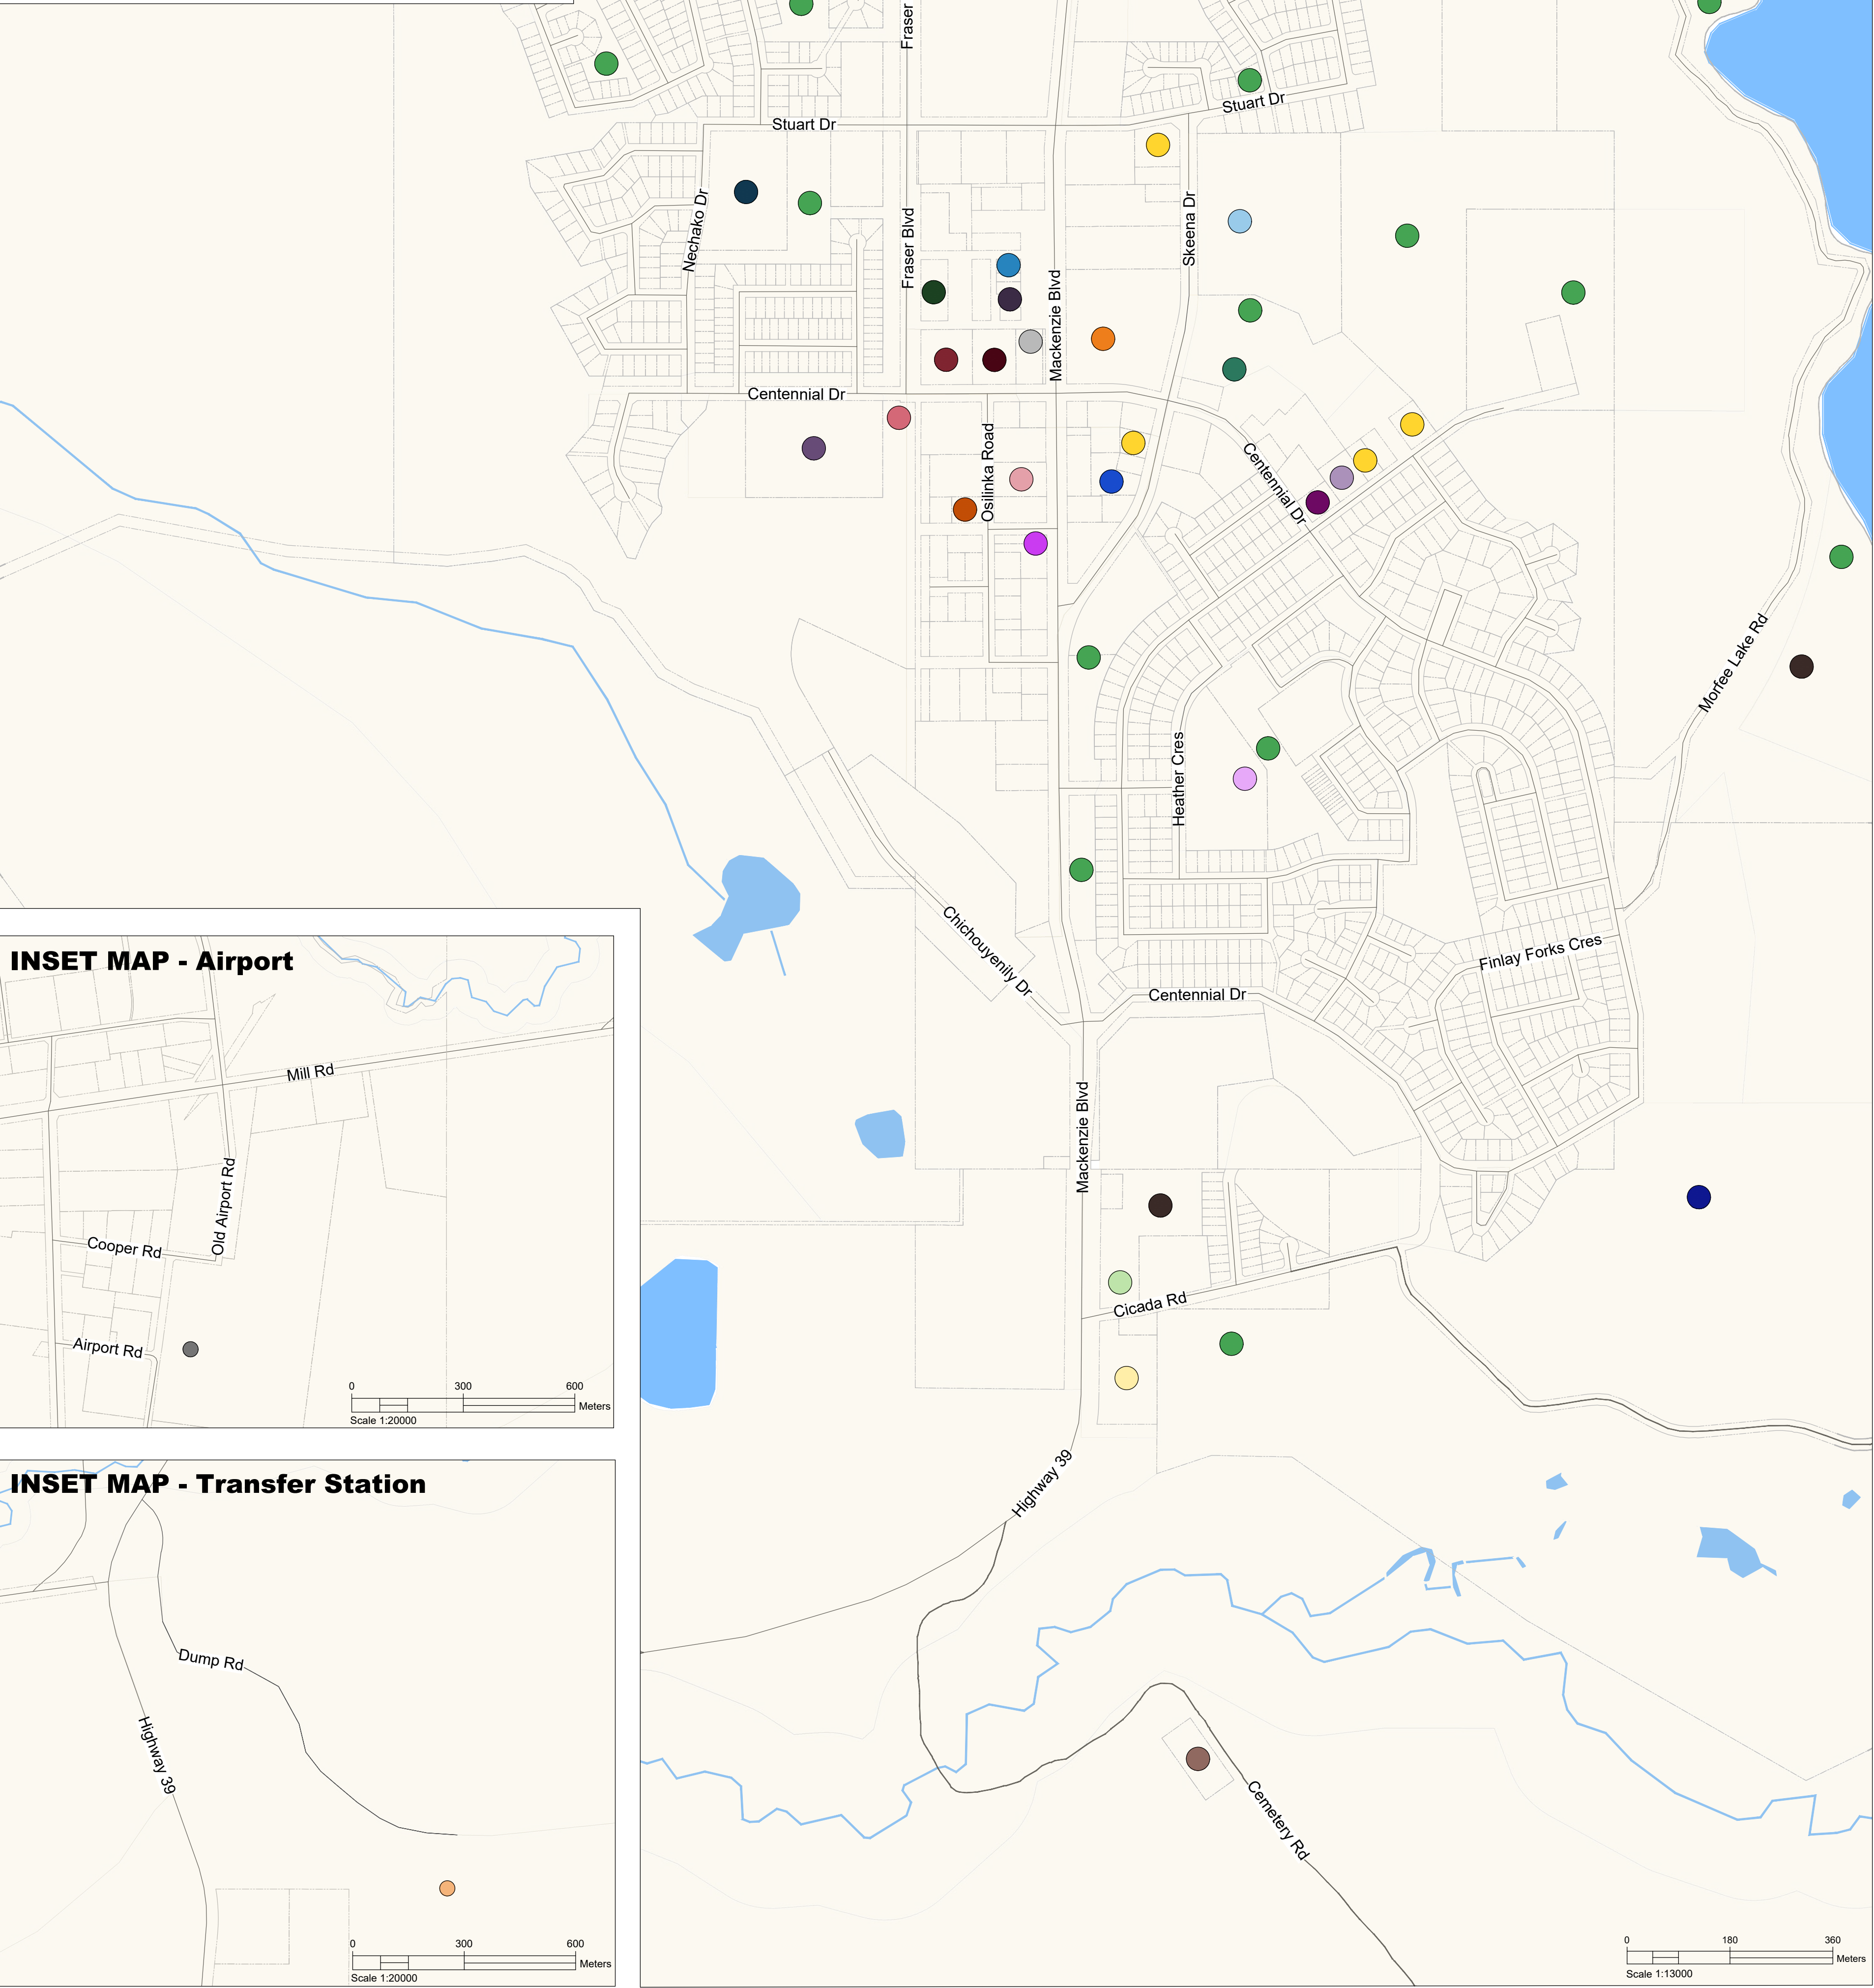 Fraser
Stuart Dr
Stuart Dr
Nechako Dr
Fraser Blvd
Skeena Dr
Mackenzie Blvd
Centennial Dr
Osilinka Road
Centennial Dr
Morfee Lake Rd
Heather Cres
Chichouyenily Dr
Finlay Forks Cres
Centennial Dr
Mackenzie Blvd
Cicada Rd
Highway 39
Cemetery Rd
0 180 360
Meters
Scale 1:13000
INSET MAP - Airport
Mill Rd
Old Airport Rd
Cooper Rd
Airport Rd
0 300 600
Meters
Scale 1:20000
INSET MAP - Transfer Station
Dump Rd
Highway 39
0 300 600
Meters
Scale 1:20000